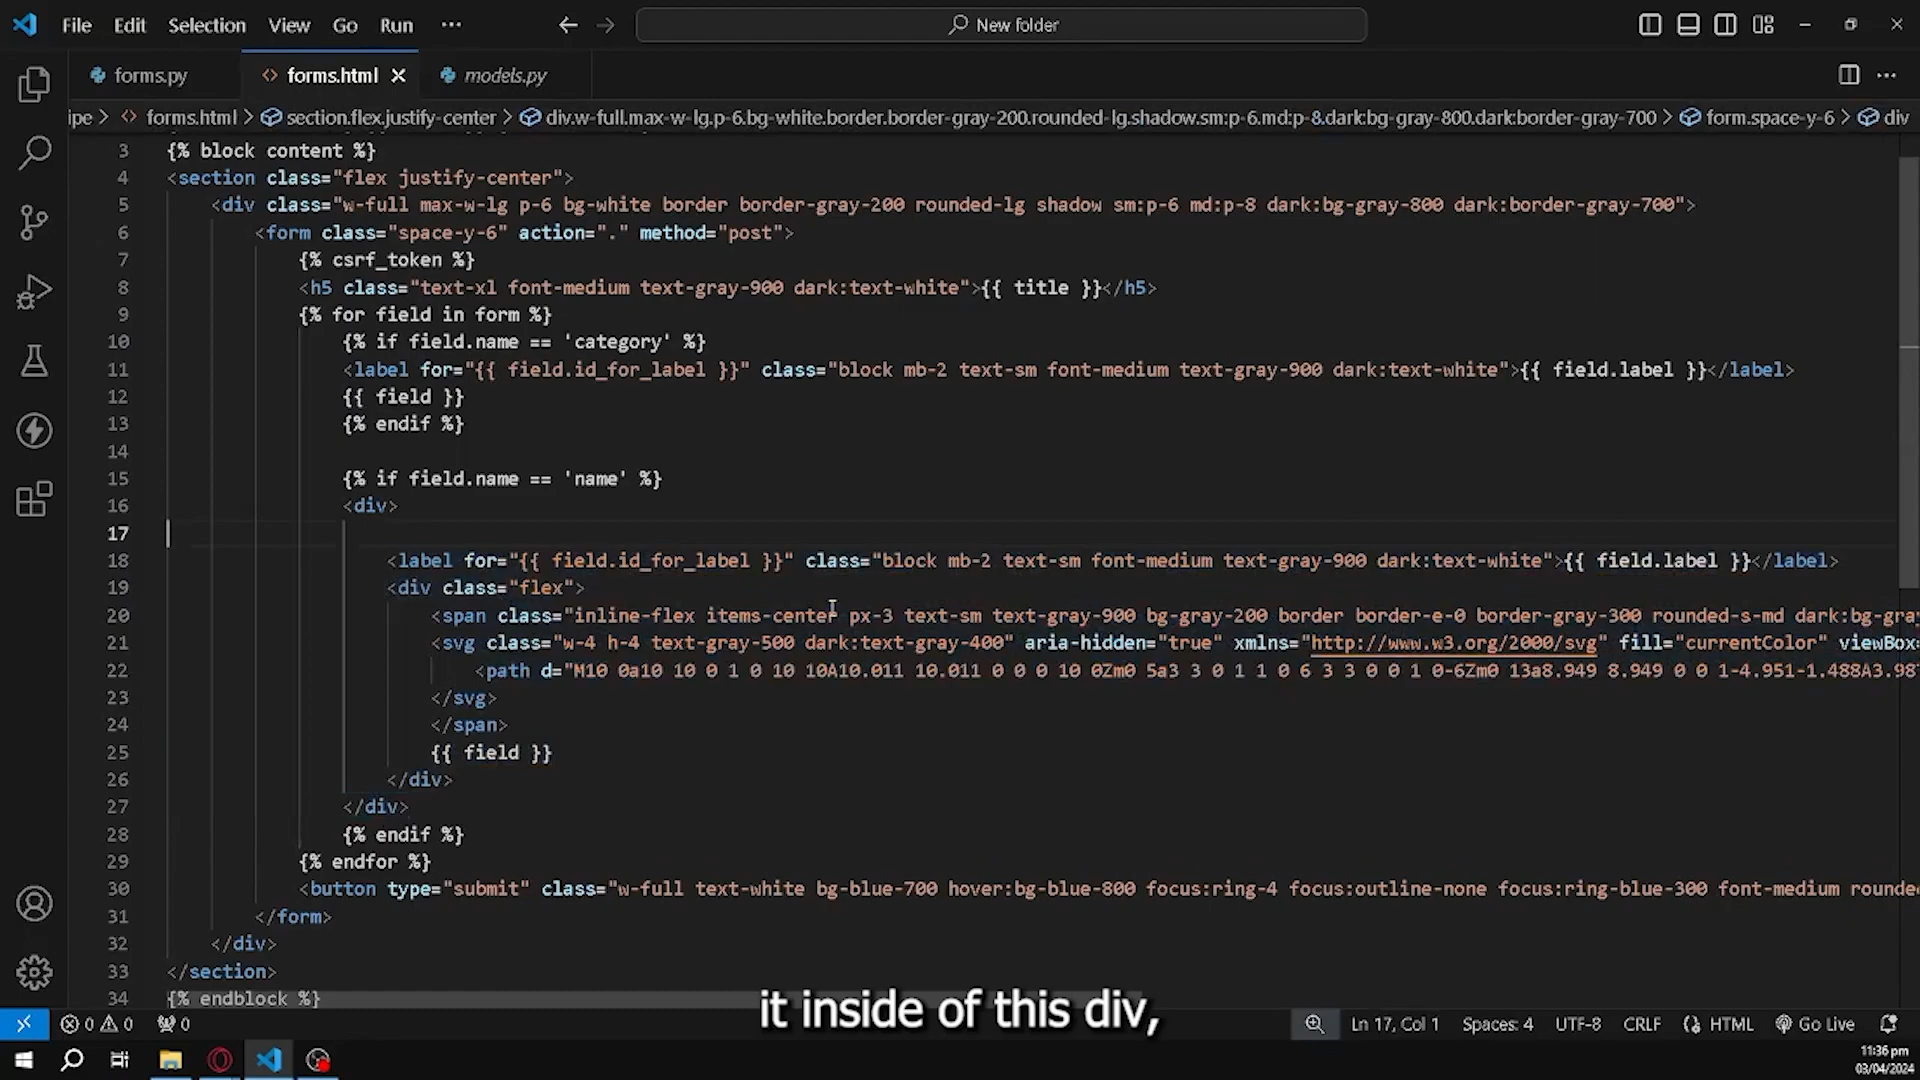 File Edit Selection View Go Run ··· New folder
forms.py forms.html models.py
ipe > forms.html > section.flex.justify-center > div.w-full.max-w-lg.p-6.bg-white.border.border-gray-200.rounded-lg.shadow.sm:p-6.md:p-8.dark:bg-gray-800.dark:border-gray-700 > form.space-y-6 > div
3 {% block content %}
4 <section class="flex justify-center">
5 <div class="w-full max-w-lg p-6 bg-white border border-gray-200 rounded-lg shadow sm:p-6 md:p-8 dark:bg-gray-800 dark:border-gray-700">
6 <form class="space-y-6" action="." method="post">
7 {% csrf_token %}
8 <h5 class="text-xl font-medium text-gray-900 dark:text-white">{{ title }}</h5>
9 {% for field in form %}
10 {% if field.name == 'category' %}
11 <label for="{{ field.id_for_label }}" class="block mb-2 text-sm font-medium text-gray-900 dark:text-white">{{ field.label }}</label>
12 {{ field }}
13 {% endif %}
14
15 {% if field.name == 'name' %}
16 <div>
17
18 <label for="{{ field.id_for_label }}" class="block mb-2 text-sm font-medium text-gray-900 dark:text-white">{{ field.label }}</label>
19 <div class="flex">
20 <span class="inline-flex items-center px-3 text-sm text-gray-900 bg-gray-200 border border-e-0 border-gray-300 rounded-s-md dark:bg-gray
21 <svg class="w-4 h-4 text-gray-500 dark:text-gray-400" aria-hidden="true" xmlns="http://www.w3.org/2000/svg" fill="currentColor" viewBox=
22 <path d="M10 0a10 10 0 1 0 10 10A10.011 10.011 0 0 0 10 0Zm0 5a3 3 0 1 1 0 6 3 3 0 0 1 0-6Zm0 13a8.949 8.949 0 0 1-4.951-1.488A3.987
23 </svg>
24 </span>
25 {{ field }}
26 </div>
27 </div>
28 {% endif %}
29 {% endfor %}
30 <button type="submit" class="w-full text-white bg-blue-700 hover:bg-blue-800 focus:ring-4 focus:outline-none focus:ring-blue-300 font-medium rounded
31 </form>
32 </div>
33 </section>
34 {% endblock %}
it inside of this div,
0 0 0 Ln 17, Col 1 Spaces: 4 UTF-8 CRLF HTML Go Live
11:36 pm
03/04/2024